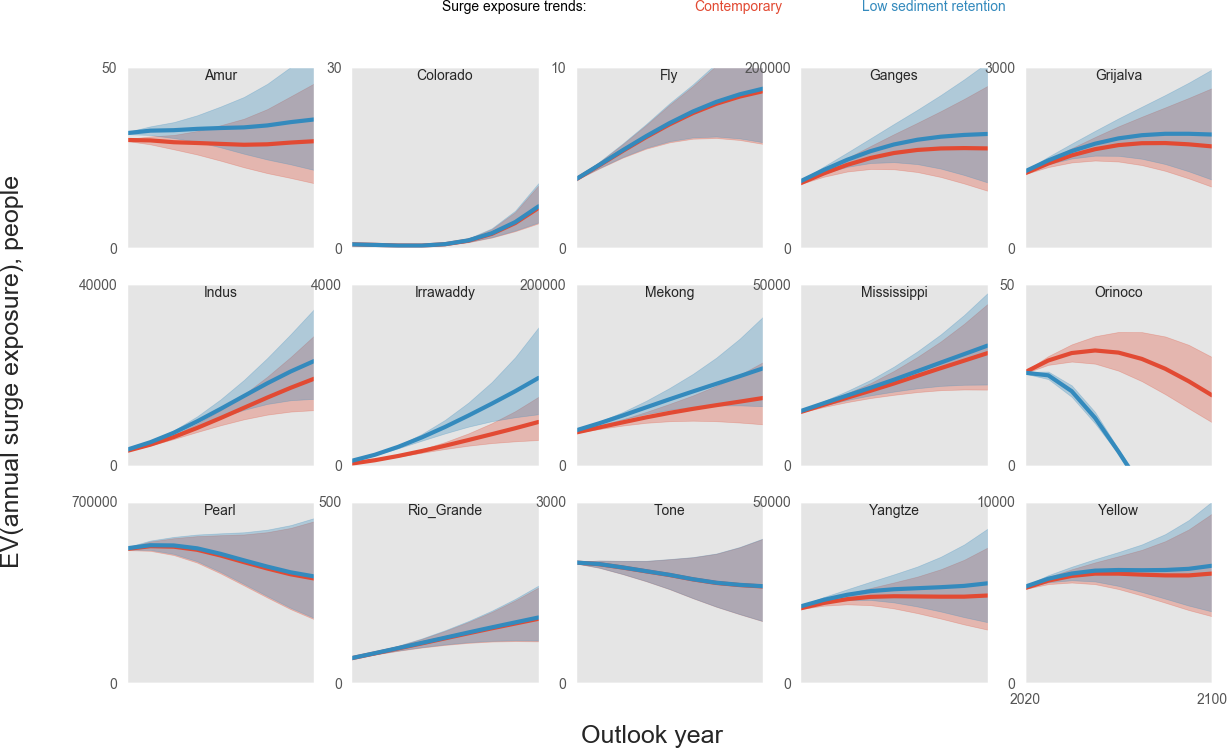 Surge exposure trends: Contemporary Low sediment retention
50 30 10 200000 3000
Amur Colorado Fly Ganges Grijalva
0 0 0 0 0
40000 4000 200000 50000 50
Indus Irrawaddy Mekong Mississippi Orinoco
0 0 0 0 0
700000 500 3000 50000 10000
Pearl Rio_Grande Tone Yangtze Yellow
0 0 0 0 0
2020 2100
EV(annual surge exposure), people
Outlook year